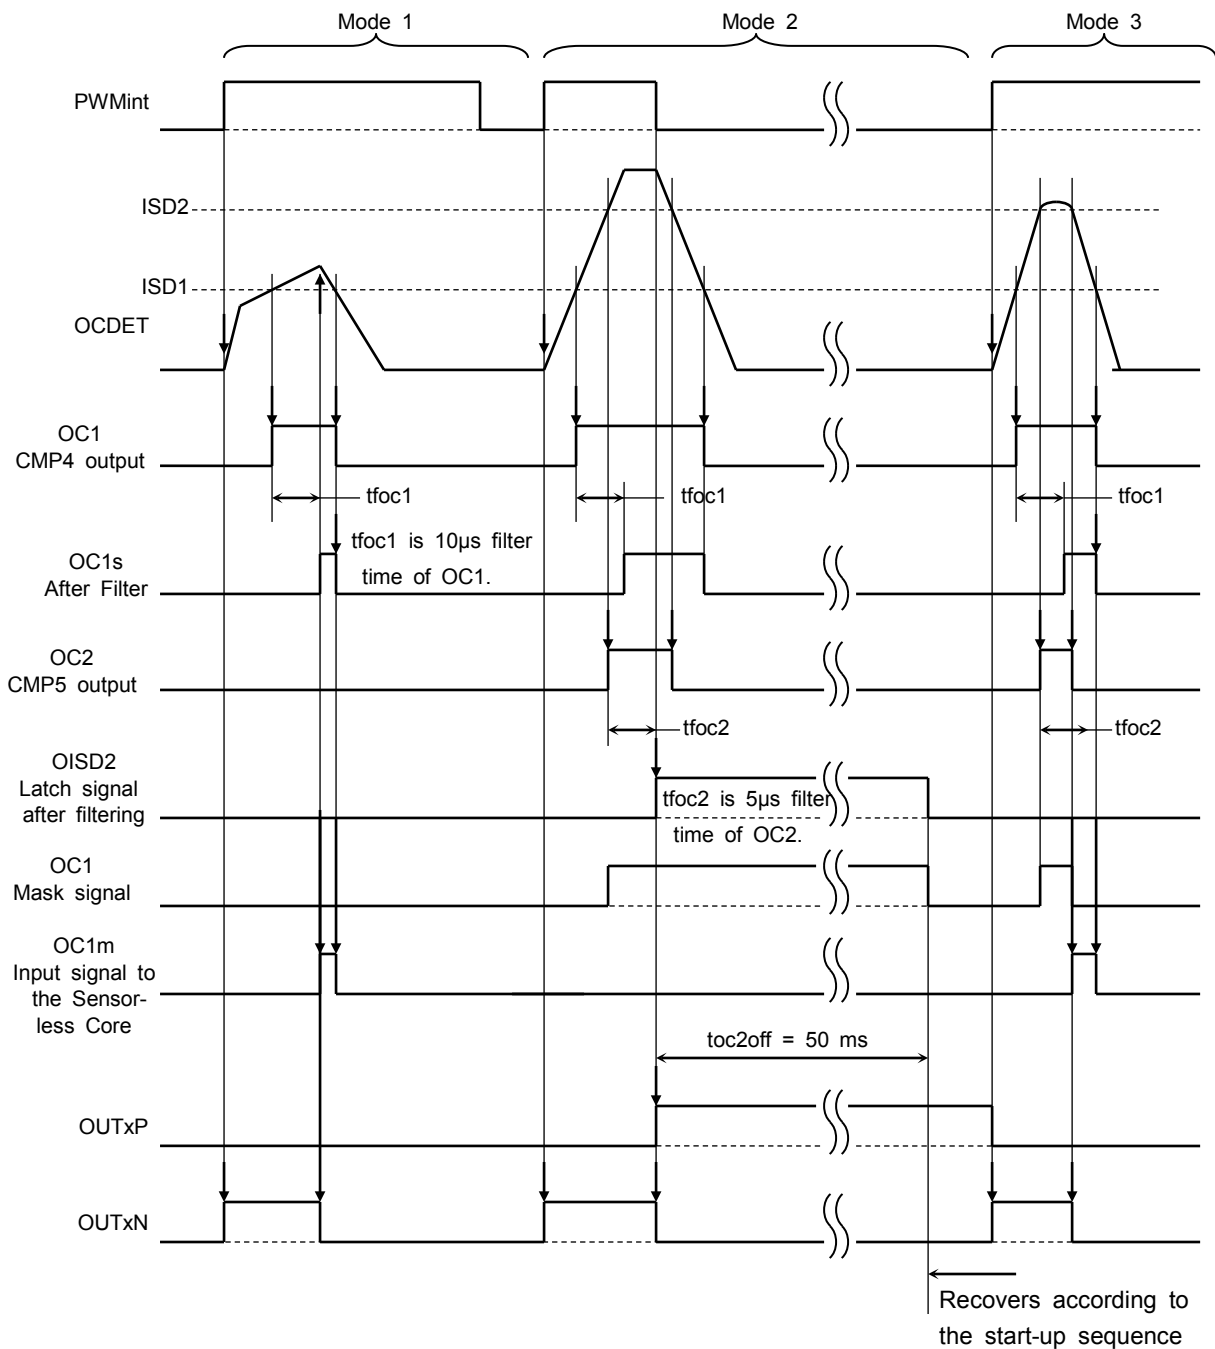 Mode 1
Mode 2
Mode 3
PWMint
ISD2
ISD1
OCDET
OC1
CMP4 output
tfoc1
tfoc1
tfoc1
tfoc1 is 10µs filter
time of OC1.
OC1s
After Filter
OC2
CMP5 output
tfoc2
tfoc2
OISD2
Latch signal
after filtering
tfoc2 is 5µs filter
time of OC2.
OC1
Mask signal
OC1m
Input signal to
the Sensor-
less Core
toc2off = 50 ms
OUTxP
OUTxN
Recovers according to
the start-up sequence